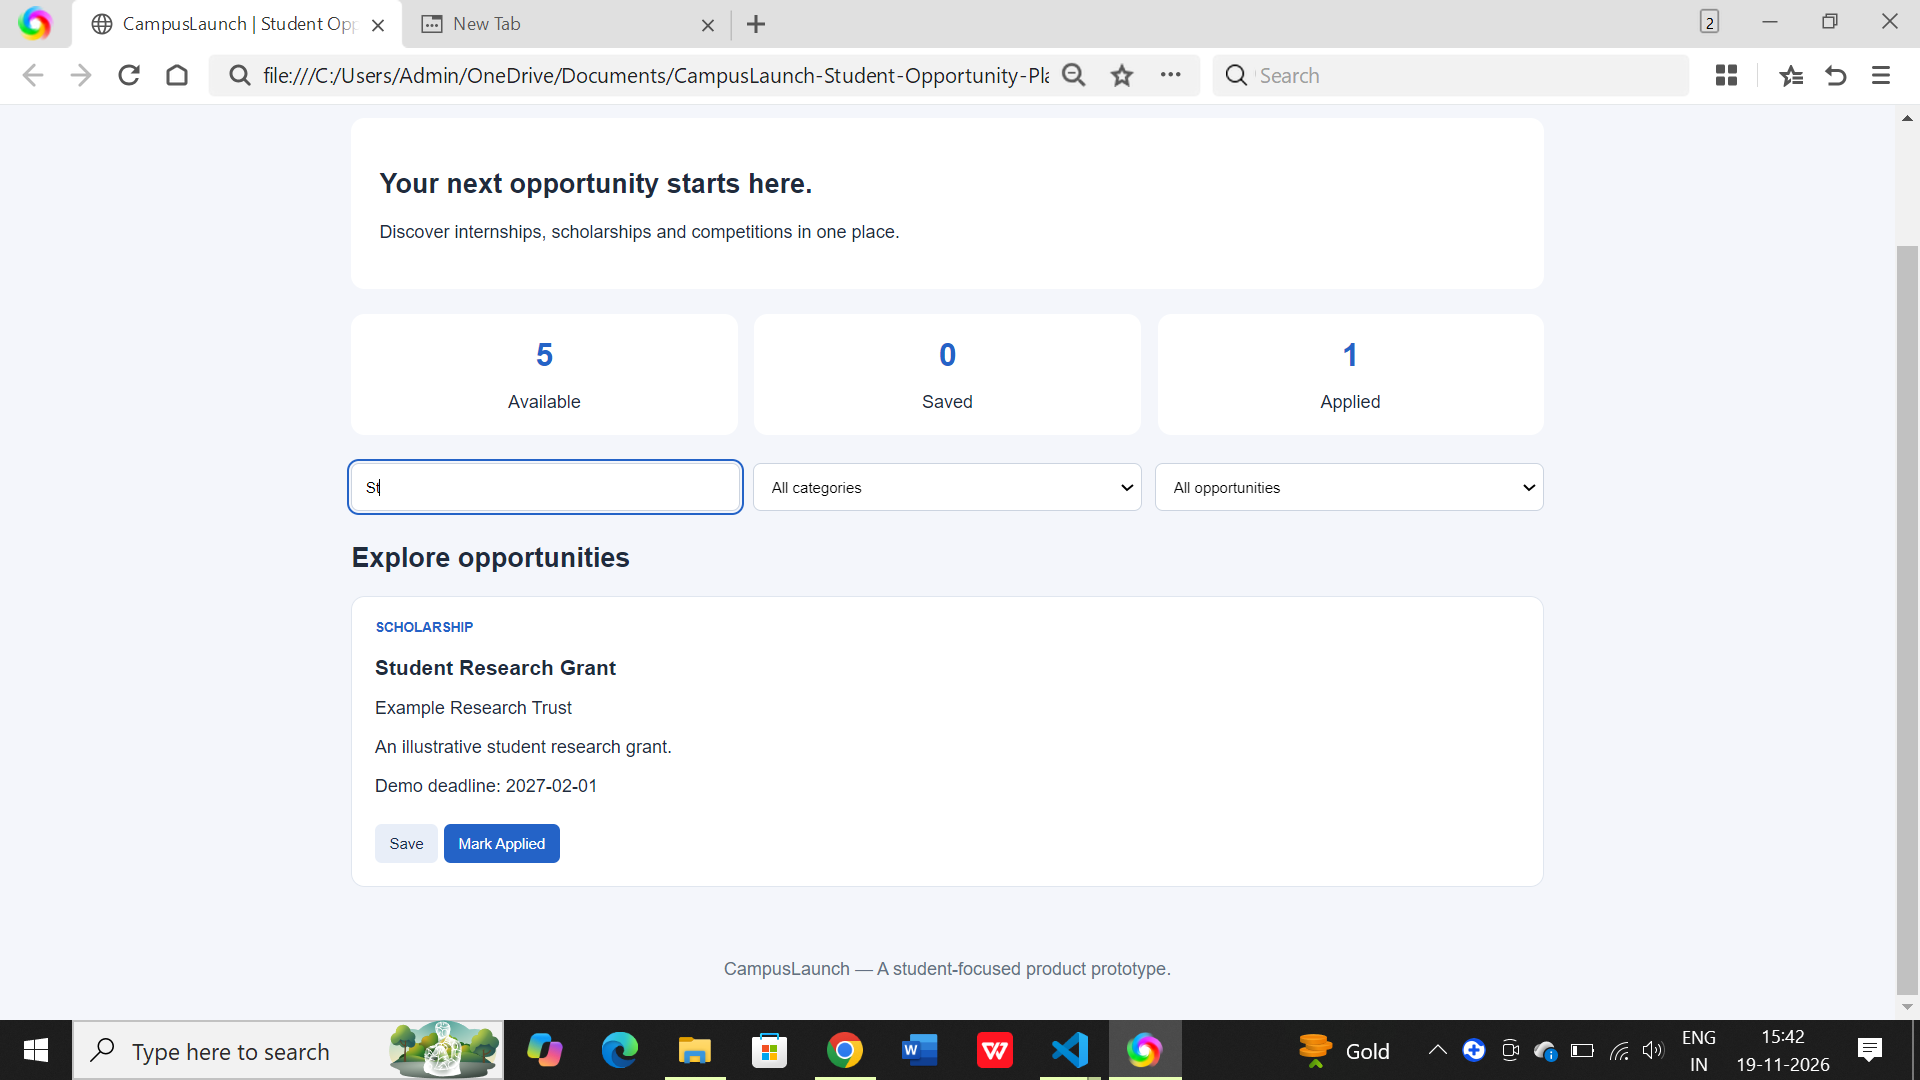 CampusLaunch | Student Opp
New Tab
2
file:///C:/Users/Admin/OneDrive/Documents/CampusLaunch-Student-Opportunity-Pla
Search
Your next opportunity starts here.
Discover internships, scholarships and competitions in one place.
5
Available
0
Saved
1
Applied
St
All categories
All opportunities
Explore opportunities
SCHOLARSHIP
Student Research Grant
Example Research Trust
An illustrative student research grant.
Demo deadline: 2027-02-01
Save
Mark Applied
CampusLaunch — A student-focused product prototype.
Type here to search
Gold
ENG
IN
15:42
19-11-2026